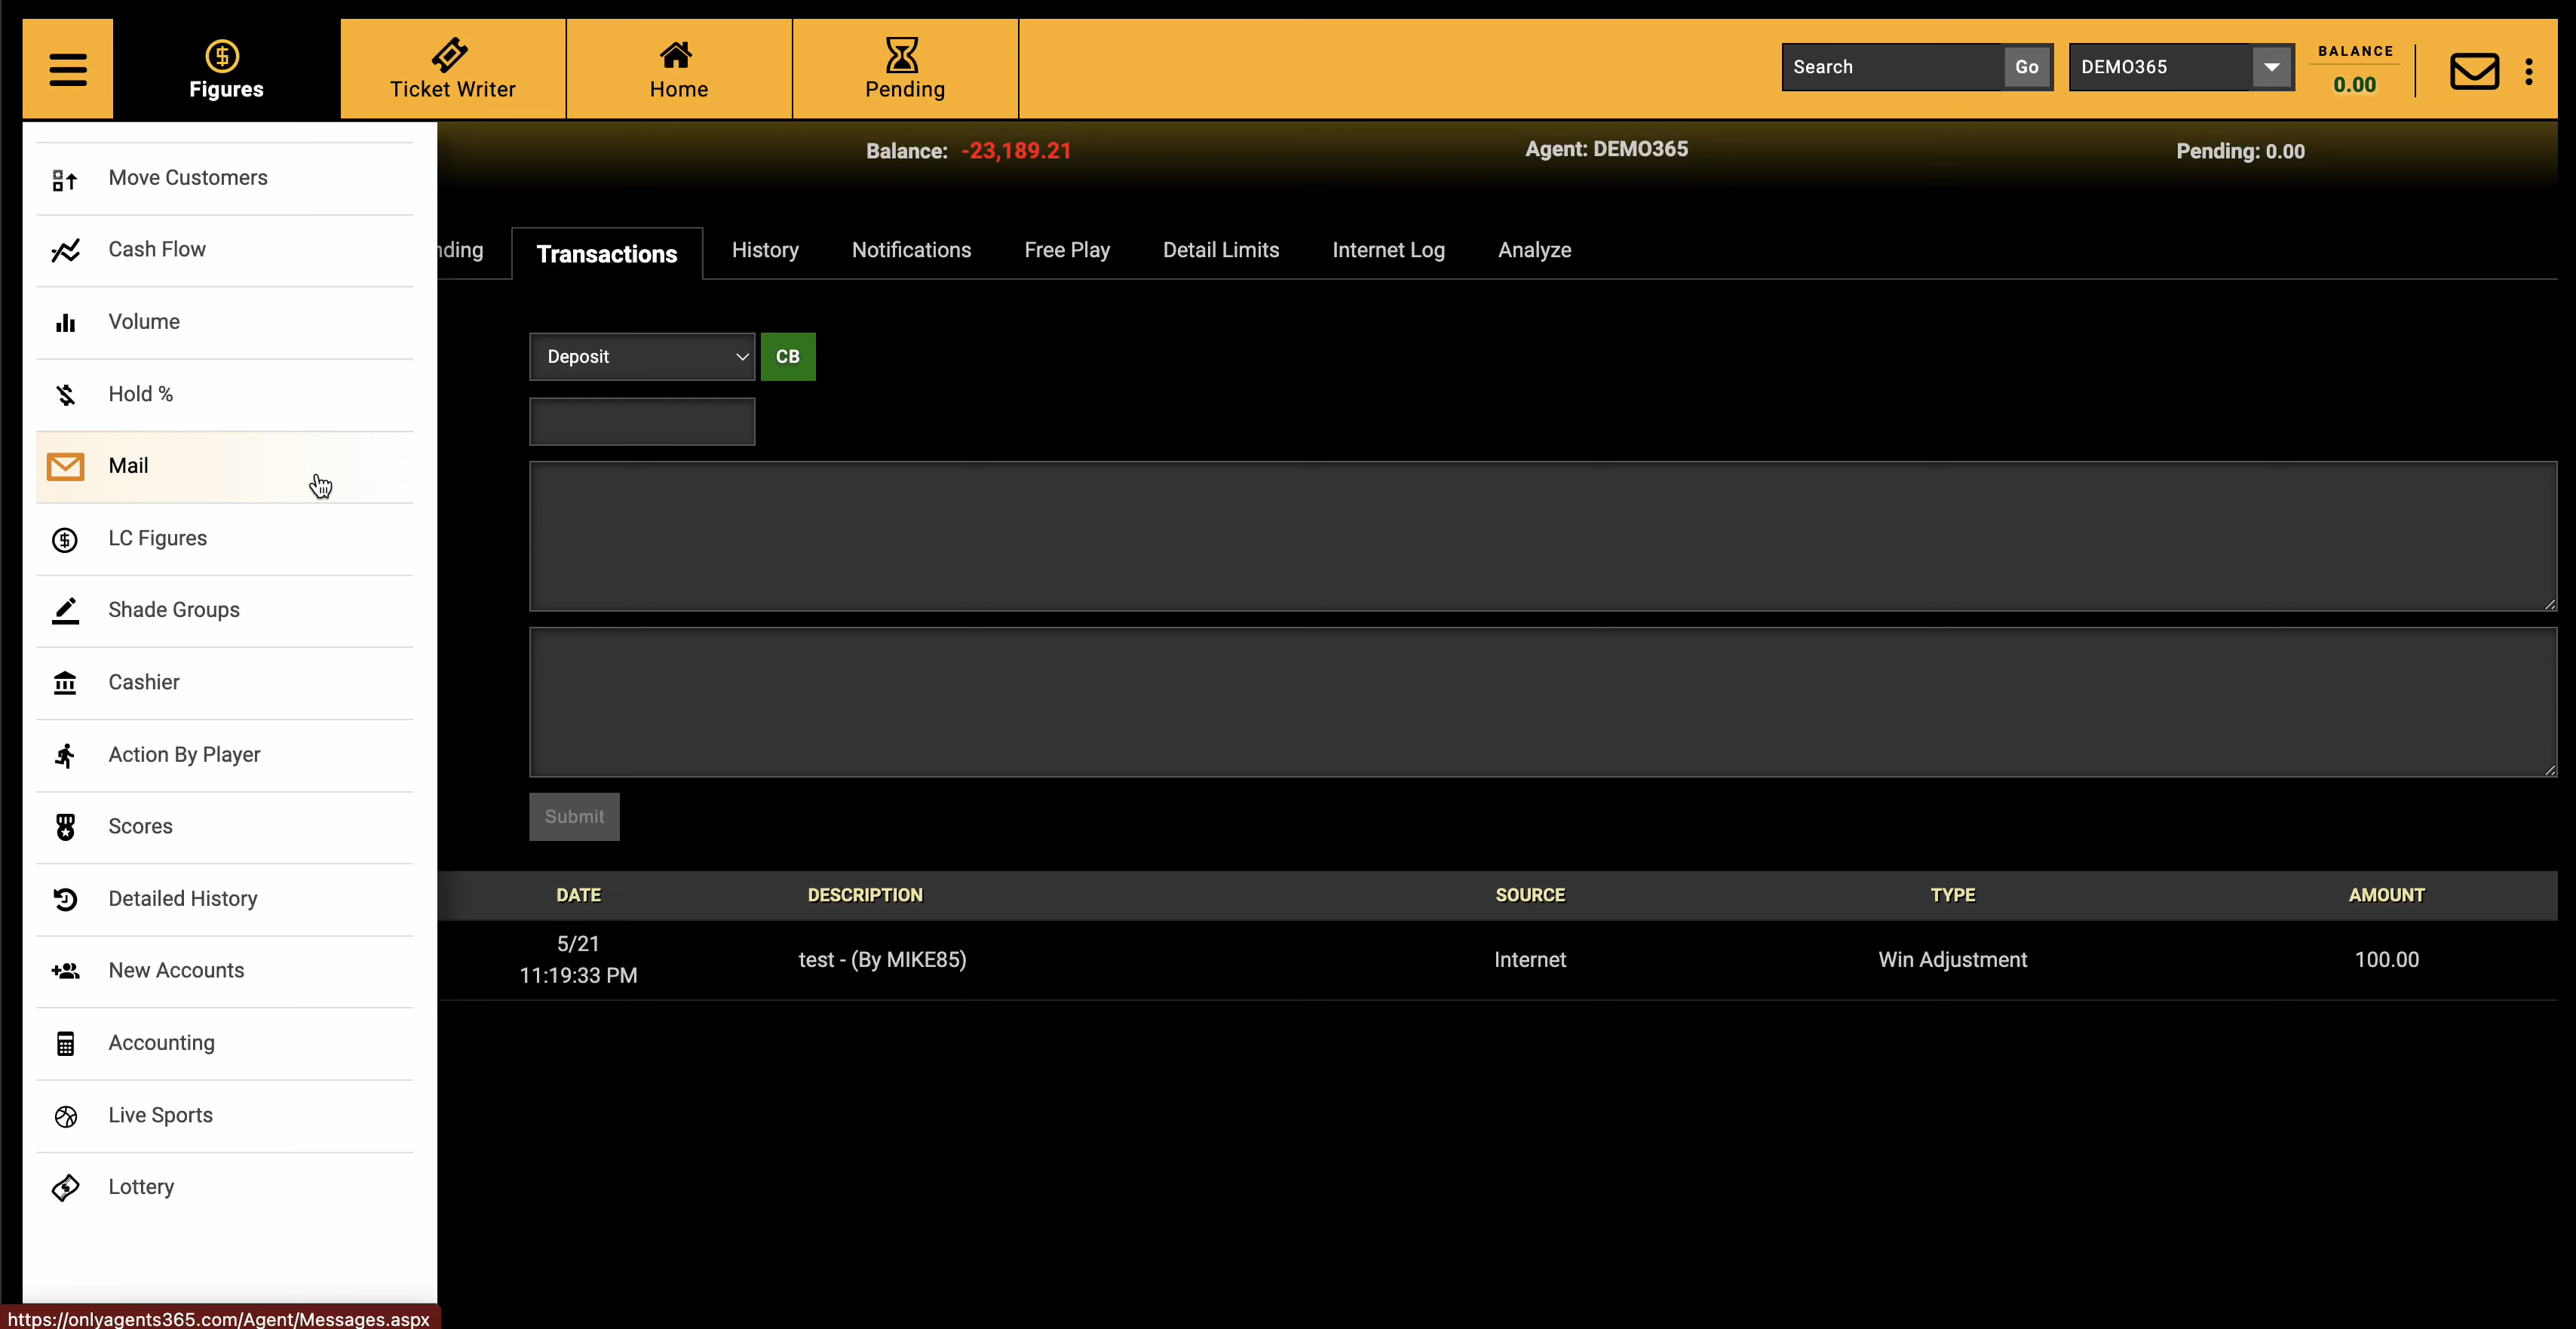 Figures
Ticket Writer
Home
Pending
Search
Go
DEMO365
BALANCE
0.00
Balance: -23,189.21
Agent: DEMO365
Pending: 0.00
Move Customers
Cash Flow
Volume
Hold %
Mail
LC Figures
Shade Groups
Cashier
Action By Player
Scores
Detailed History
New Accounts
Accounting
Live Sports
Lottery
nding
Transactions
History
Notifications
Free Play
Detail Limits
Internet Log
Analyze
Deposit
CB
Submit
DATE DESCRIPTION SOURCE TYPE AMOUNT
5/21
11:19:33 PM
test - (By MIKE85) Internet Win Adjustment 100.00
https://onlyagents365.com/Agent/Messages.aspx